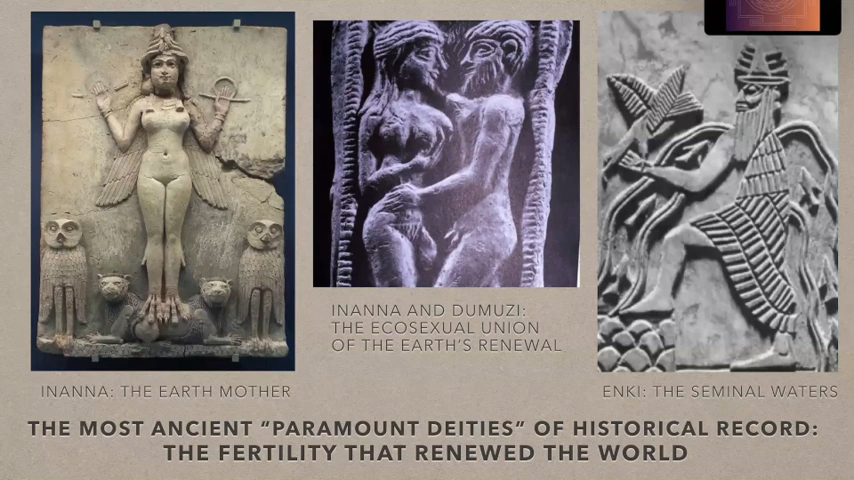 INANNA AND DUMUZI:
THE ECOSEXUAL UNION
OF THE EARTH'S RENEWAL
INANNA: THE EARTH MOTHER
ENKI: THE SEMINAL WATERS
THE MOST ANCIENT "PARAMOUNT DEITIES" OF HISTORICAL RECORD:
THE FERTILITY THAT RENEWED THE WORLD